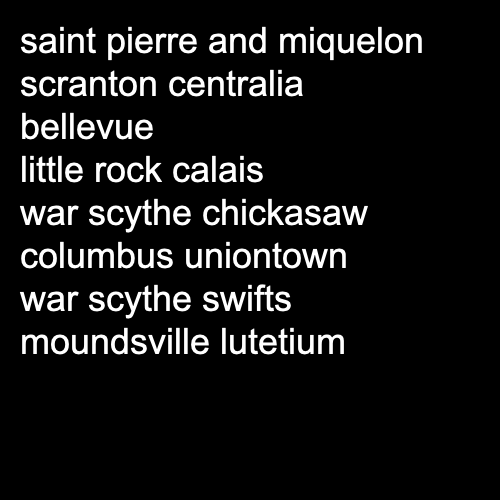 saint pierre and miquelon
scranton centralia
bellevue
little rock calais
war scythe chickasaw
columbus uniontown
war scythe swifts
moundsville lutetium